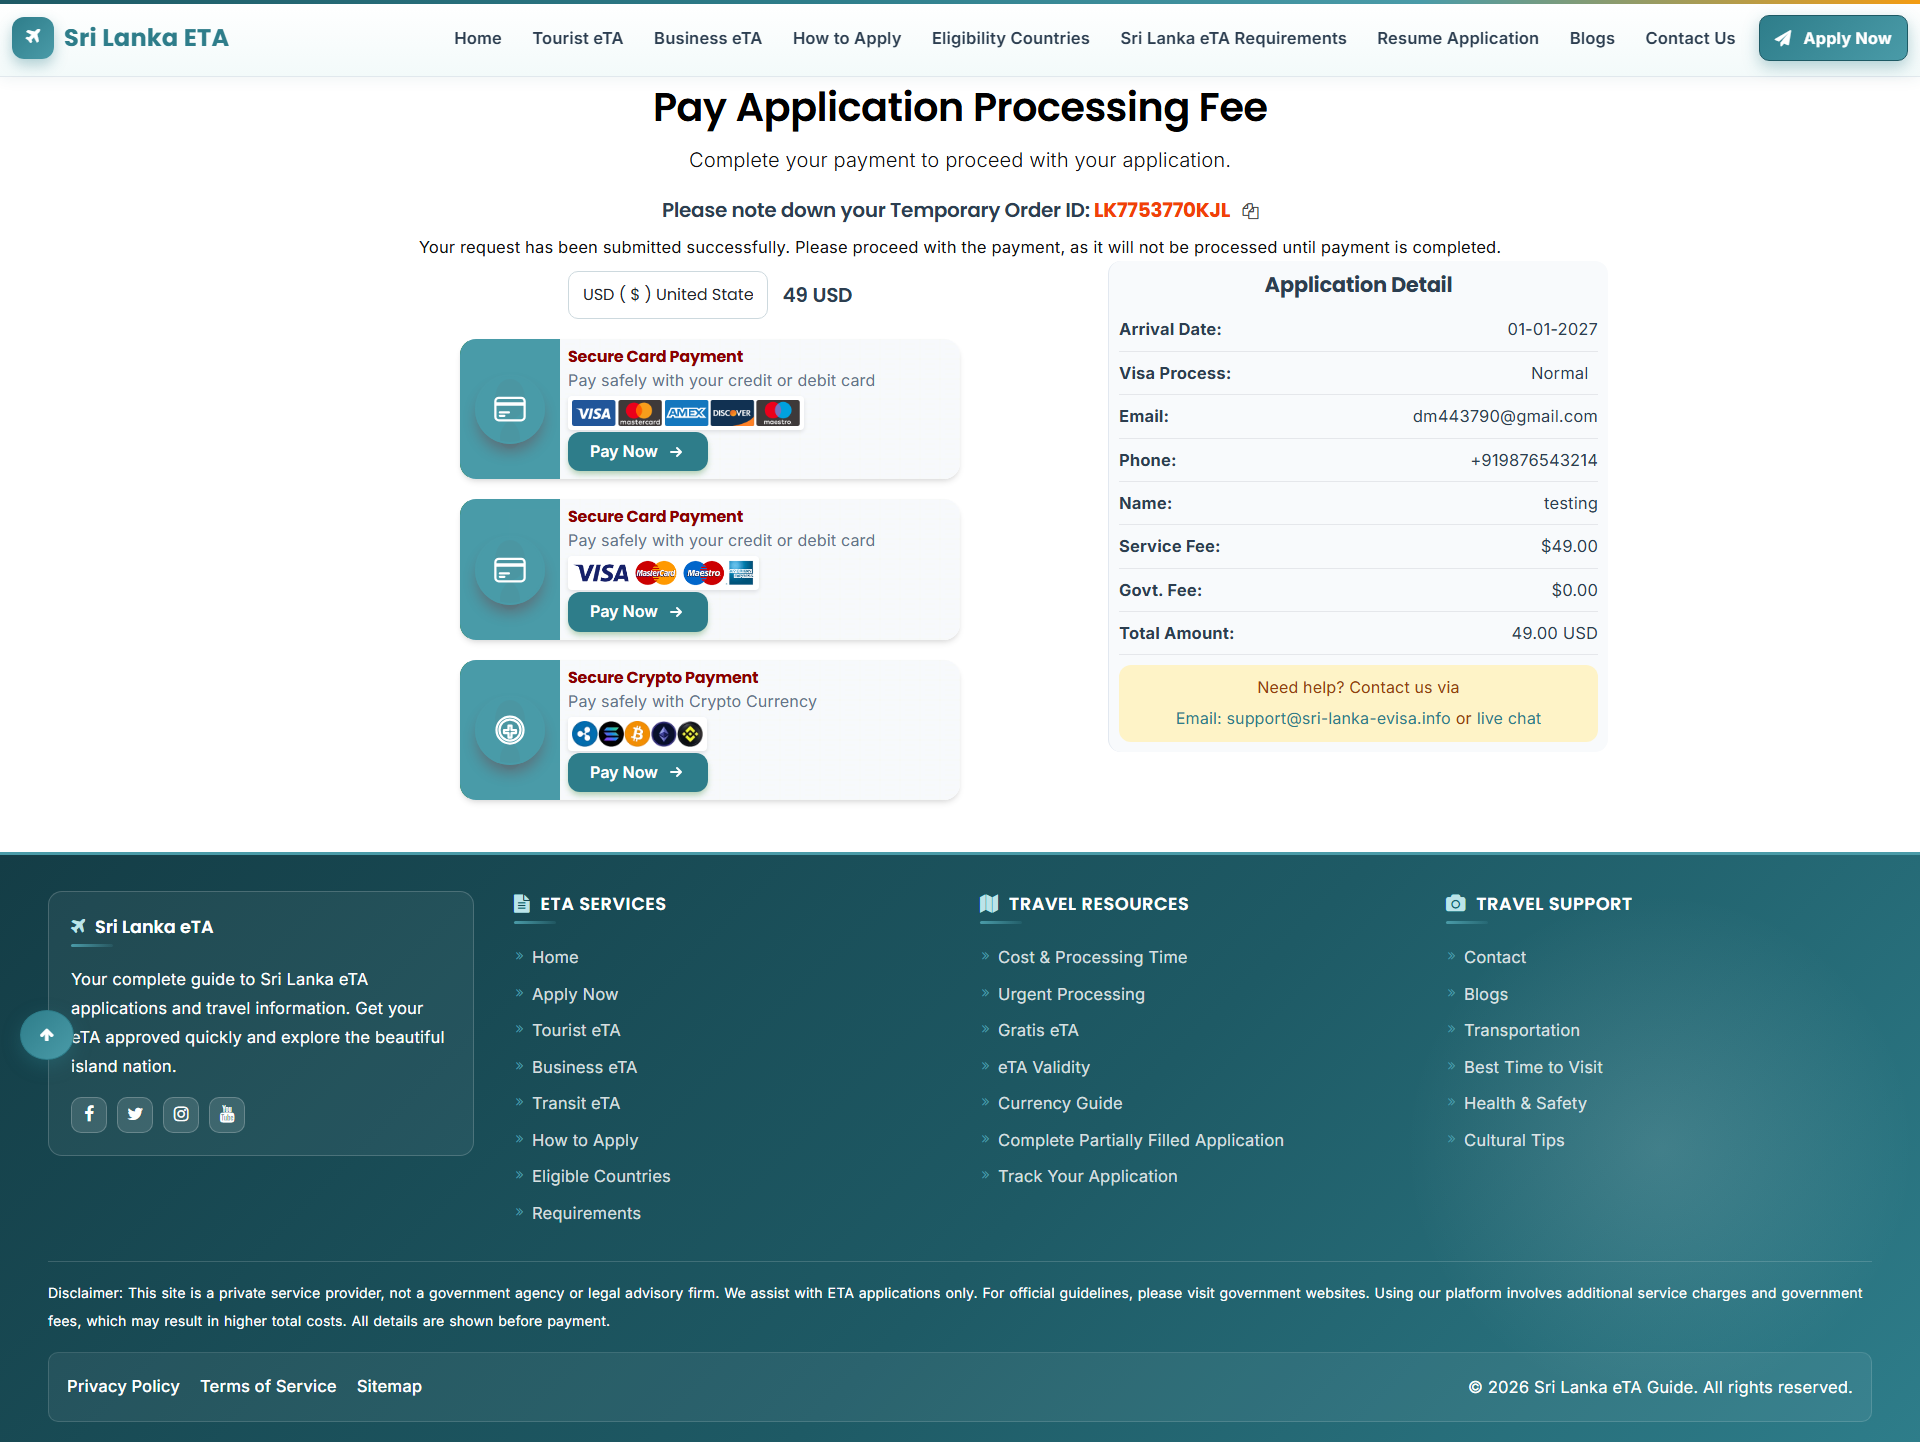 Sri Lanka ETA
Home
Tourist eTA
Business eTA
How to Apply
Eligibility Countries
Sri Lanka eTA Requirements
Resume Application
Blogs
Contact Us
Apply Now
Pay Application Processing Fee
Complete your payment to proceed with your application.
Please note down your Temporary Order ID: LK7753770KJL
Your request has been submitted successfully. Please proceed with the payment, as it will not be processed until payment is completed.
USD ( $ ) United State
49 USD
Secure Card Payment
Pay safely with your credit or debit card
VISA mastercard AMEX DISCOVER maestro
Pay Now
Secure Card Payment
Pay safely with your credit or debit card
VISA MasterCard Maestro
Pay Now
Secure Crypto Payment
Pay safely with Crypto Currency
Pay Now
Application Detail
Arrival Date: 01-01-2027
Visa Process: Normal
Email: dm443790@gmail.com
Phone: +919876543214
Name: testing
Service Fee: $49.00
Govt. Fee: $0.00
Total Amount: 49.00 USD
Need help? Contact us via
Email: support@sri-lanka-evisa.info or live chat
Sri Lanka eTA
Your complete guide to Sri Lanka eTA
applications and travel information. Get your
eTA approved quickly and explore the beautiful
island nation.
You Tube
ETA SERVICES
Home
Apply Now
Tourist eTA
Business eTA
Transit eTA
How to Apply
Eligible Countries
Requirements
TRAVEL RESOURCES
Cost & Processing Time
Urgent Processing
Gratis eTA
eTA Validity
Currency Guide
Complete Partially Filled Application
Track Your Application
TRAVEL SUPPORT
Contact
Blogs
Transportation
Best Time to Visit
Health & Safety
Cultural Tips
Disclaimer: This site is a private service provider, not a government agency or legal advisory firm. We assist with ETA applications only. For official guidelines, please visit government websites. Using our platform involves additional service charges and government
fees, which may result in higher total costs. All details are shown before payment.
Privacy Policy
Terms of Service
Sitemap
© 2026 Sri Lanka eTA Guide. All rights reserved.